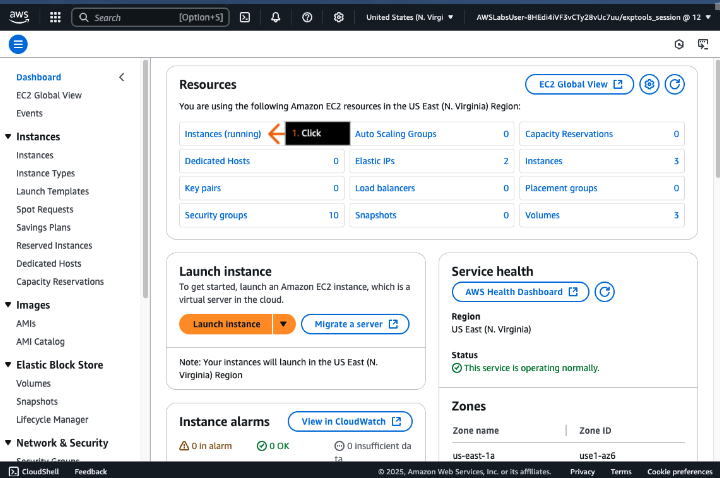 aws
Search [Option+S]
United States (N. Virgi
AWSLabsUser-8HEdi4iVF3vCTy28vUc7uu/exptools_session @ 12
Dashboard
EC2 Global View
Events
Instances
Instances
Instance Types
Launch Templates
Spot Requests
Savings Plans
Reserved Instances
Dedicated Hosts
Capacity Reservations
Images
AMIs
AMI Catalog
Elastic Block Store
Volumes
Snapshots
Lifecycle Manager
Network & Security
Resources
EC2 Global View
You are using the following Amazon EC2 resources in the US East (N. Virginia) Region:
Instances (running)
1. Click
Auto Scaling Groups 0
Capacity Reservations 0
Dedicated Hosts 0
Elastic IPs 2
Instances 3
Key pairs 0
Load balancers 0
Placement groups 0
Security groups 10
Snapshots 0
Volumes 3
Launch instance
To get started, launch an Amazon EC2 instance, which is a
virtual server in the cloud.
Launch instance
Migrate a server
Note: Your instances will launch in the US East (N.
Virginia) Region
Instance alarms
View in CloudWatch
0 in alarm
0 OK
0 insufficient da
ta
Service health
AWS Health Dashboard
Region
US East (N. Virginia)
Status
This service is operating normally.
Zones
Zone name
Zone ID
us-east-1a
use1-az6
CloudShell
Feedback
© 2025, Amazon Web Services, Inc. or its affiliates.
Privacy
Terms
Cookie preferences